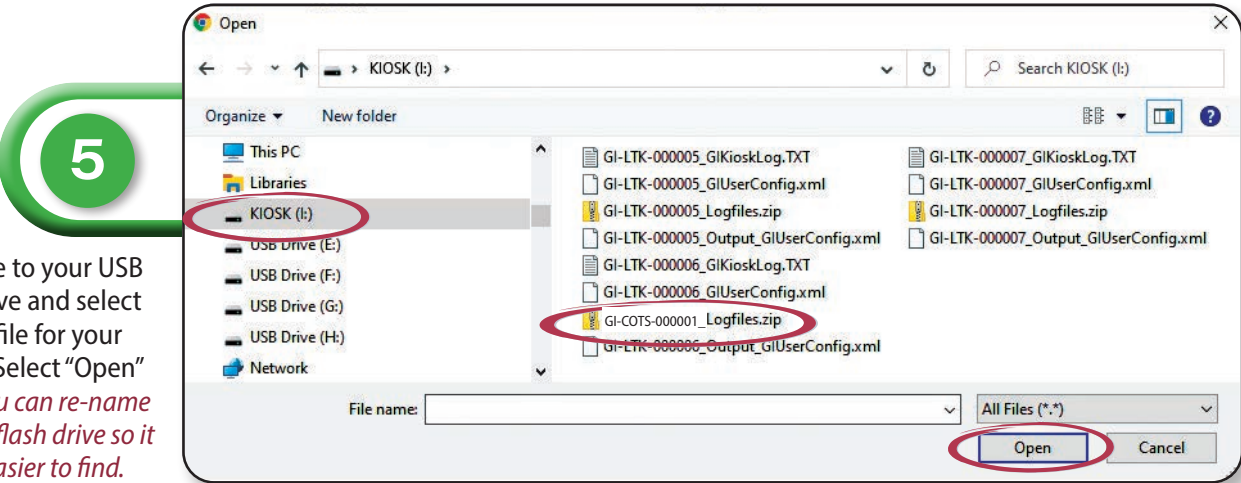 Open
KIOSK (I:)
Search KIOSK (I:)
Organize
New folder
?
5
This PC
Libraries
KIOSK (I:)
USB Drive (E:)
USB Drive (F:)
USB Drive (G:)
USB Drive (H:)
Network
GI-LTK-000005_GIKioskLog.TXT
GI-LTK-000005_GIUserConfig.xml
GI-LTK-000005_Logfiles.zip
GI-LTK-000005_Output_GIUserConfig.xml
GI-LTK-000006_GIKioskLog.TXT
GI-LTK-000006_GIUserConfig.xml
GI-COTS-000001_Logfiles.zip
GI-LTK-000006_Output_GIUserConfig.xml
GI-LTK-000007_GIKioskLog.TXT
GI-LTK-000007_GIUserConfig.xml
GI-LTK-000007_Logfiles.zip
GI-LTK-000007_Output_GIUserConfig.xml
e to your USB
ve and select
file for your
Select “Open”
u can re-name
flash drive so it
asier to find.
File name:
All Files (*.*)
Open
Cancel